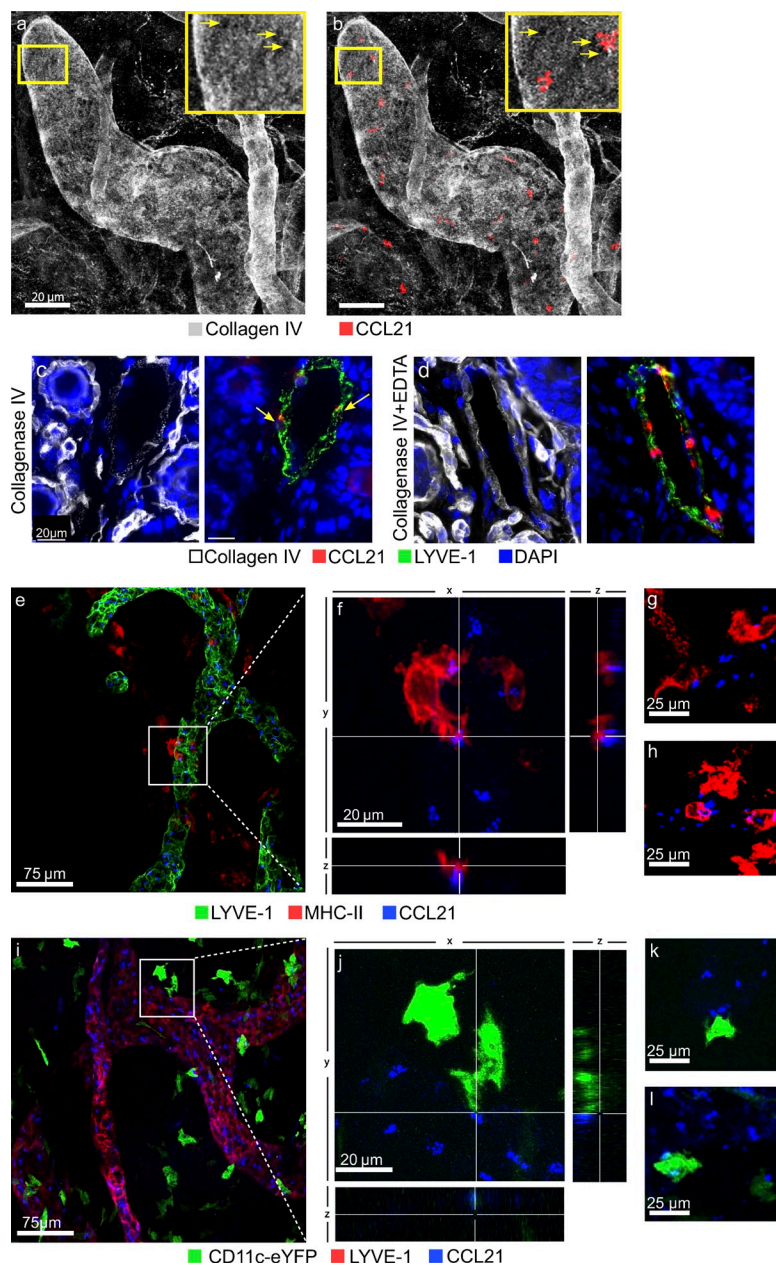 a
b
20 µm
Collagen IV CCL21
Collagenase IV
c
20µm
Collagenase IV+EDTA
d
Collagen IV CCL21 LYVE-1 DAPI
e
75 µm
x
z
f
y
20 µm
z
g
25 µm
h
25 µm
LYVE-1 MHC-II CCL21
i
75µm
x
z
j
y
20 µm
z
k
25 µm
l
25 µm
CD11c-eYFP LYVE-1 CCL21